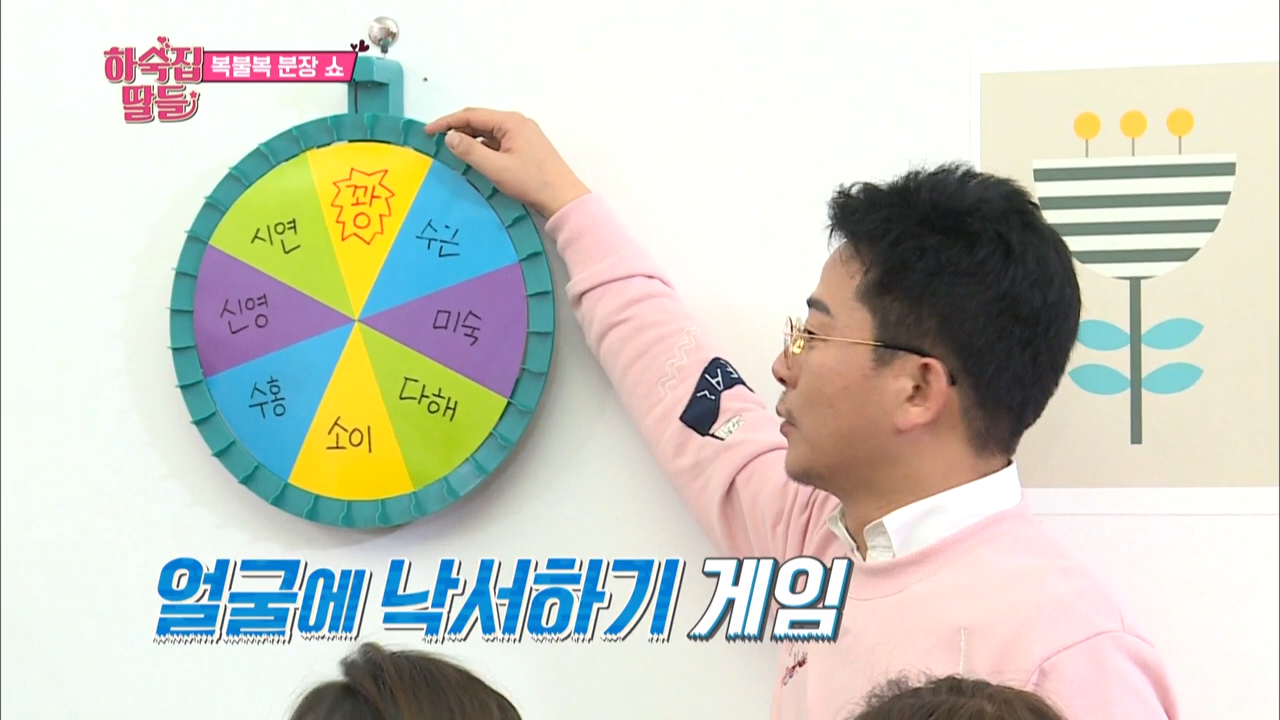 하숙집
딸들
복불복 분장 쇼
꽝
시연
수근
신영
미숙
수홍
다해
소이
얼굴에 낙서하기 게임